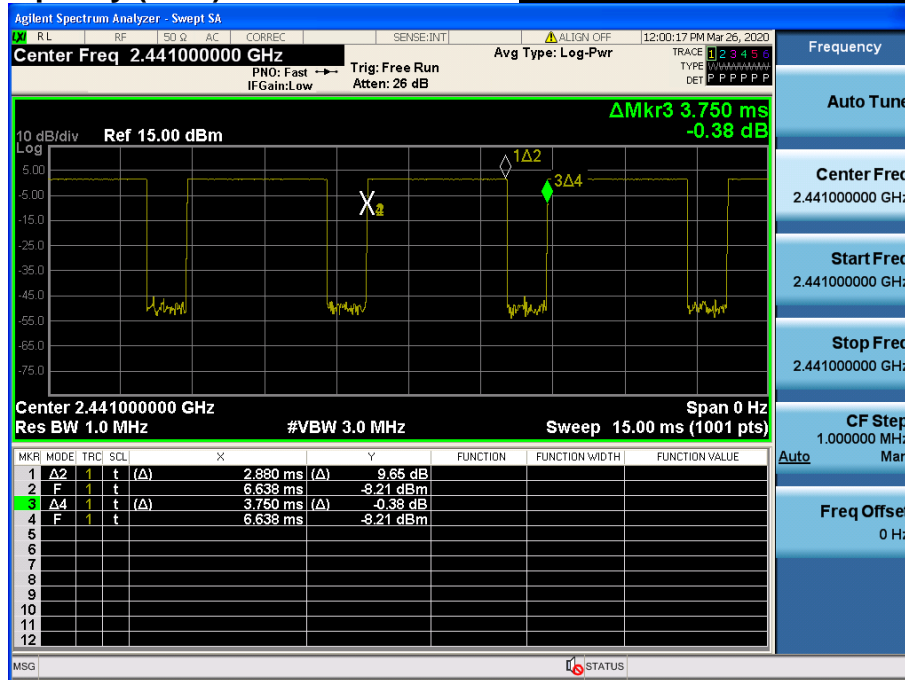 Agilent Spectrum Analyzer - Swept SA
LXI RL RF 50 Ω AC CORREC SENSE:INT ALIGN OFF 12:00:17 PM Mar 26, 2020
Center Freq 2.441000000 GHz
PNO: Fast
IFGain:Low
Trig: Free Run
Atten: 26 dB
Avg Type: Log-Pwr
TRACE 1 2 3 4 5 6
TYPE WWWWWW
DET P P P P P P
ΔMkr3 3.750 ms
-0.38 dB
10 dB/div Ref 15.00 dBm
Log
1Δ2
3Δ4
X
5.00
-5.00
-15.0
-25.0
-35.0
-45.0
-55.0
-65.0
-75.0
Center 2.441000000 GHz Span 0 Hz
Res BW 1.0 MHz #VBW 3.0 MHz Sweep 15.00 ms (1001 pts)
MKR MODE TRC SCL X Y FUNCTION FUNCTION WIDTH FUNCTION VALUE
1 Δ2 1 t (Δ) 2.880 ms (Δ) 9.65 dB
2 F 1 t 6.638 ms -8.21 dBm
3 Δ4 1 t (Δ) 3.750 ms (Δ) -0.38 dB
4 F 1 t 6.638 ms -8.21 dBm
5
6
7
8
9
10
11
12
MSG STATUS
Frequency
Auto Tune
Center Freq
2.441000000 GHz
Start Freq
2.441000000 GHz
Stop Freq
2.441000000 GHz
CF Step
1.000000 MHz
Auto Man
Freq Offset
0 Hz